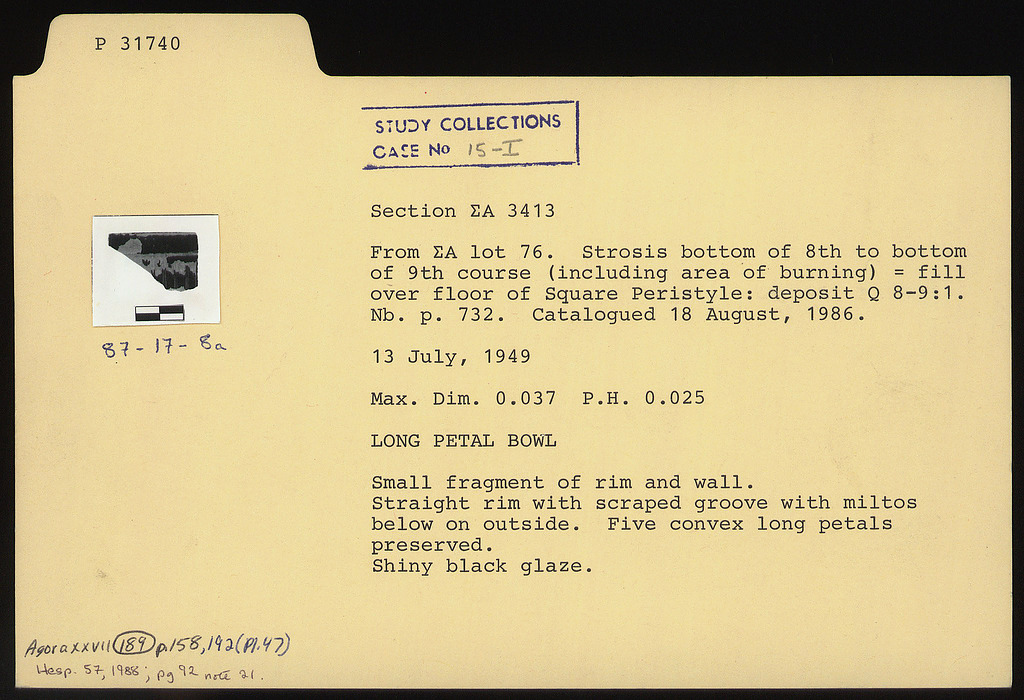 P 31740
STUDY COLLECTIONS
CASE No 15-I
Section ΣA 3413
From ΣA lot 76. Strosis bottom of 8th to bottom
of 9th course (including area of burning) = fill
over floor of Square Peristyle: deposit Q 8-9:1.
Nb. p. 732. Catalogued 18 August, 1986.
87-17-8a
13 July, 1949
Max. Dim. 0.037 P.H. 0.025
LONG PETAL BOWL
Small fragment of rim and wall.
Straight rim with scraped groove with miltos
below on outside. Five convex long petals
preserved.
Shiny black glaze.
Agora xxvii 189 p.158,192(Pl.47)
Hesp. 57, 1988; pg 92 note 21.